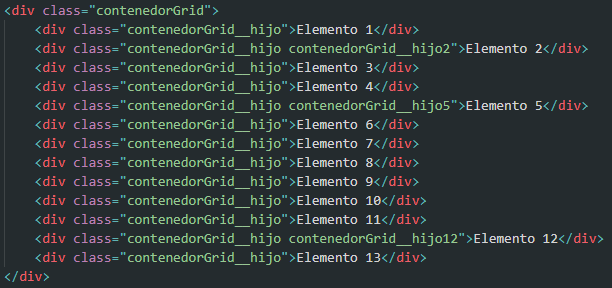 <div class="contenedorGrid">
    <div class="contenedorGrid__hijo">Elemento 1</div>
    <div class="contenedorGrid__hijo contenedorGrid__hijo2">Elemento 2</div>
    <div class="contenedorGrid__hijo">Elemento 3</div>
    <div class="contenedorGrid__hijo">Elemento 4</div>
    <div class="contenedorGrid__hijo contenedorGrid__hijo5">Elemento 5</div>
    <div class="contenedorGrid__hijo">Elemento 6</div>
    <div class="contenedorGrid__hijo">Elemento 7</div>
    <div class="contenedorGrid__hijo">Elemento 8</div>
    <div class="contenedorGrid__hijo">Elemento 9</div>
    <div class="contenedorGrid__hijo">Elemento 10</div>
    <div class="contenedorGrid__hijo">Elemento 11</div>
    <div class="contenedorGrid__hijo contenedorGrid__hijo12">Elemento 12</div>
    <div class="contenedorGrid__hijo">Elemento 13</div>
</div>